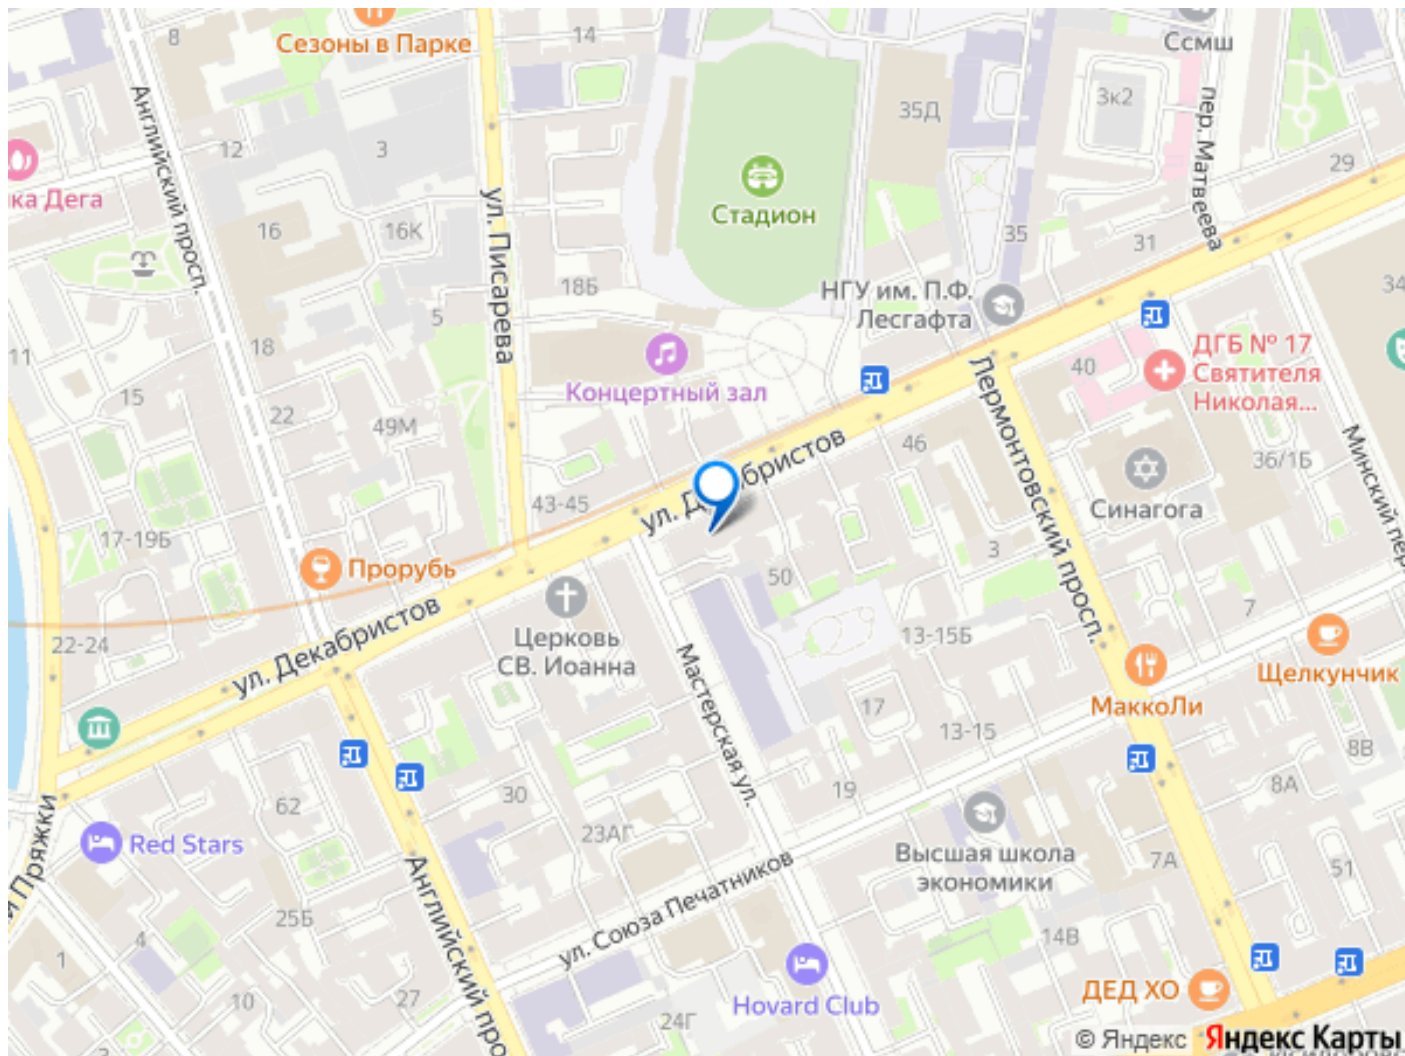 Сезоны в Парке
14
8
Ссмш
35Д
3к2
29
Английский просп.
12
3
ул. Писарева
пер. Матвеева
ка Дега
Стадион
16
16К
35
31
18Б
НГУ им. П.Ф.
Лесгафта
5
18
11
15
22
49М
Концертный зал
40
ДГБ № 17
Святителя
Николая...
34
Лермонтовский просп.
46
36/1Б
Минский пер
43-45
ул. Декабристов
Синагога
17-19Б
Прорубь
3
50
7
22-24
ул. Декабристов
Церковь
СВ. Иоанна
13-15Б
Мастерская ул.
Щелкунчик
МаккоЛи
17
13-15
8В
8А
19
62
30
Red Stars
23АГ
Высшая школа
экономики
7А
51
и Пряжки
Английский про
25Б
ул. Союза Печатников
4
14В
1
10
27
Hovard Club
24Г
ДЕД ХО
© Яндекс Яндекс Карты